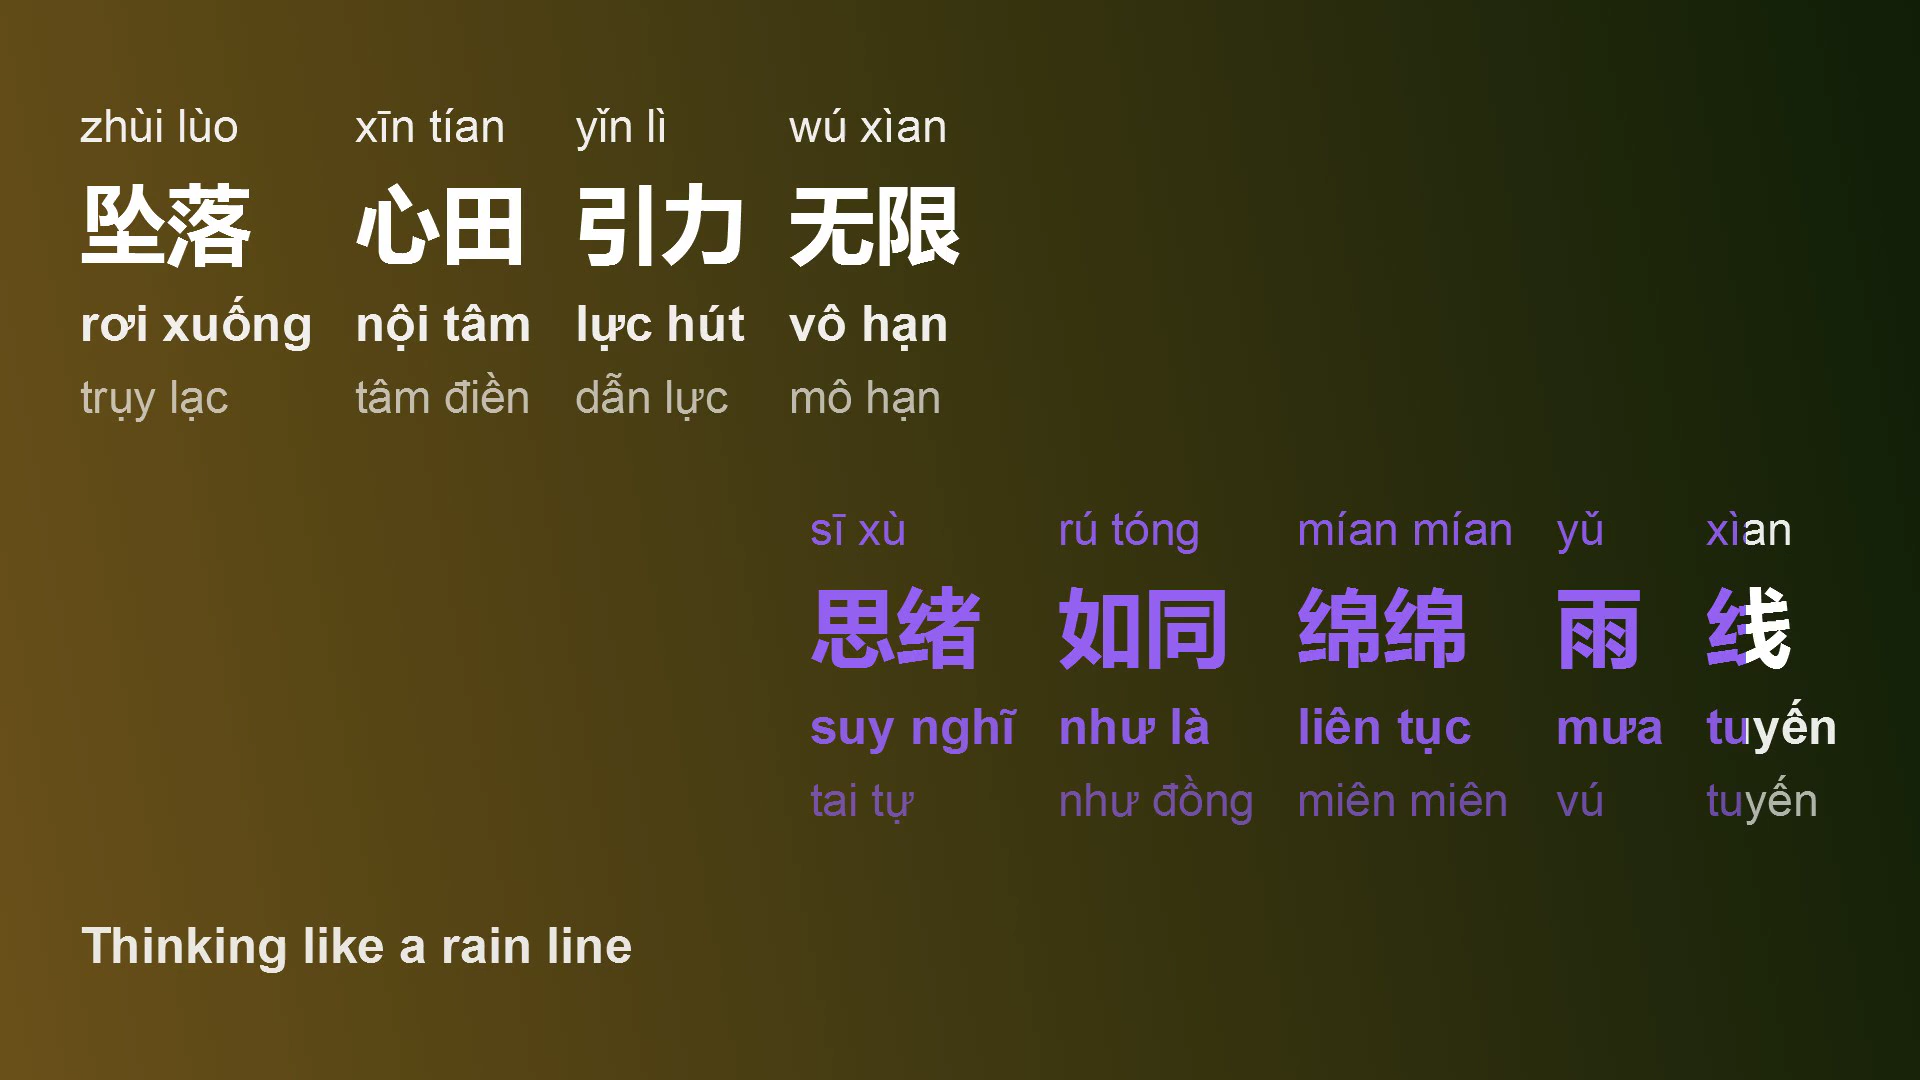 zhùi lùo xīn tían yǐn lì wú xìan
坠落 心田 引力 无限
rơi xuống nội tâm lực hút vô hạn
trụy lạc tâm điền dẫn lực mô hạn
sī xù rú tóng mían mían yǔ xìan
思绪 如同 绵绵 雨 线
suy nghĩ như là liên tục mưa tuyến
tai tự như đồng miên miên vú tuyến
Thinking like a rain line